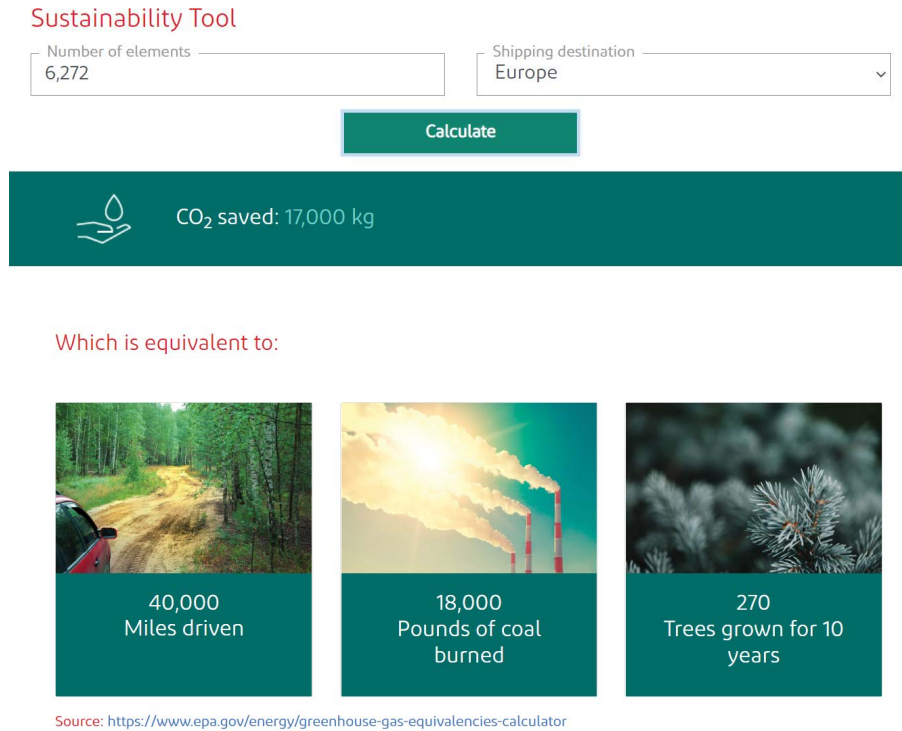 Sustainability Tool
Number of elements
6,272
Shipping destination
Europe
Calculate
CO₂ saved: 17,000 kg
Which is equivalent to:
40,000
Miles driven
18,000
Pounds of coal
burned
270
Trees grown for 10
years
Source: https://www.epa.gov/energy/greenhouse-gas-equivalencies-calculator